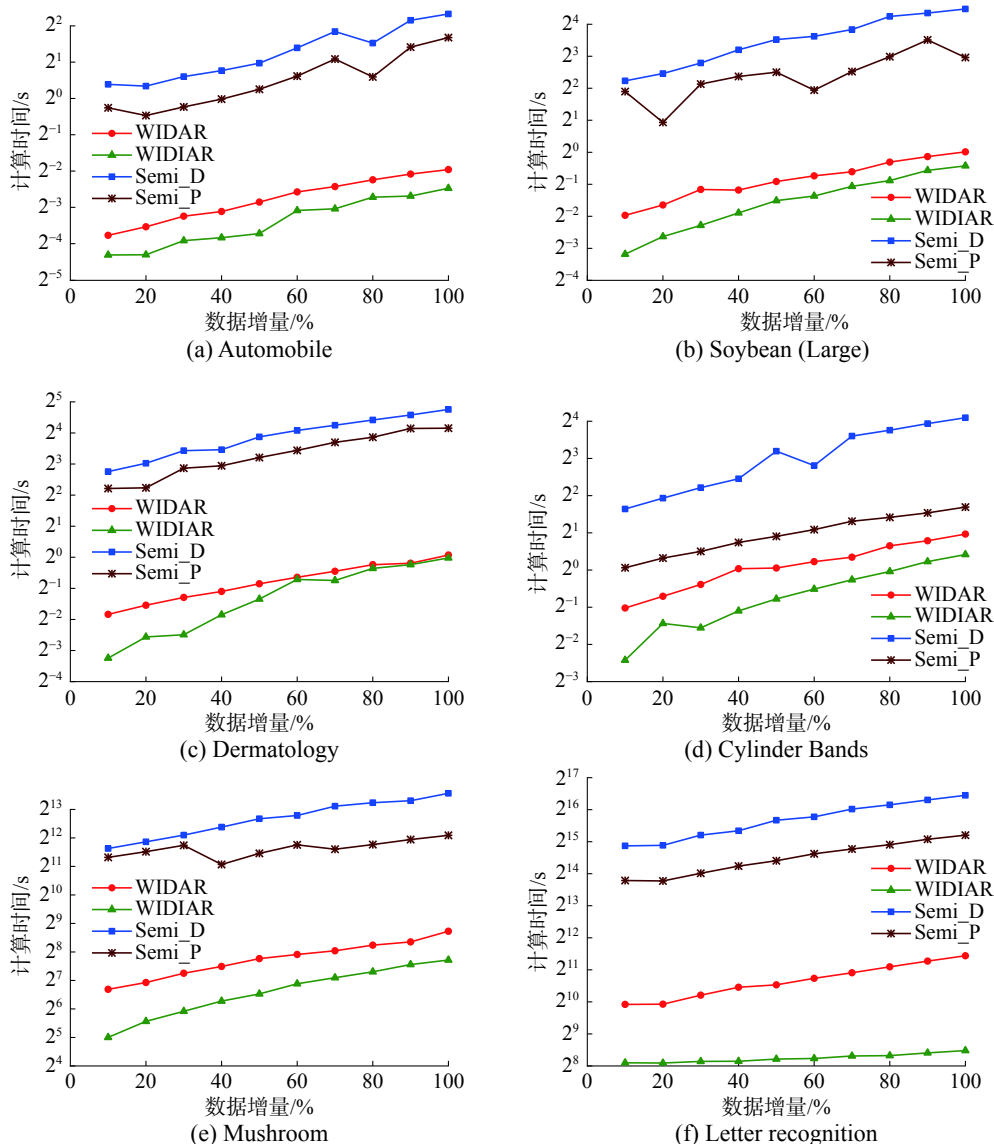 2^2
2^1
2^0
2^-1
2^-2
2^-3
2^-4
2^-5
计算时间/s
WIDAR
WIDIAR
Semi_D
Semi_P
0 20 40 60 80 100
数据增量/%
(a) Automobile
2^4
2^3
2^2
2^0
2^-1
2^-2
2^-3
2^-4
计算时间/s
WIDAR
WIDIAR
Semi_D
Semi_P
0 20 40 60 80 100
数据增量/%
(b) Soybean (Large)
2^5
2^4
2^3
2^2
2^1
2^0
2^-1
2^-2
2^-3
2^-4
计算时间/s
WIDAR
WIDIAR
Semi_D
Semi_P
0 20 40 60 80 100
数据增量/%
(c) Dermatology
2^4
2^3
2^2
2^1
2^0
2^-1
2^-2
2^-3
计算时间/s
WIDAR
WIDIAR
Semi_D
Semi_P
0 20 40 60 80 100
数据增量/%
(d) Cylinder Bands
2^13
2^12
2^11
2^10
2^9
2^8
2^7
2^6
2^5
2^4
计算时间/s
WIDAR
WIDIAR
Semi_D
Semi_P
0 20 40 60 80 100
数据增量/%
(e) Mushroom
2^17
2^16
2^15
2^14
2^13
2^11
2^10
2^8
计算时间/s
WIDAR
WIDIAR
Semi_D
Semi_P
0 20 40 60 80 100
数据增量/%
(f) Letter recognition